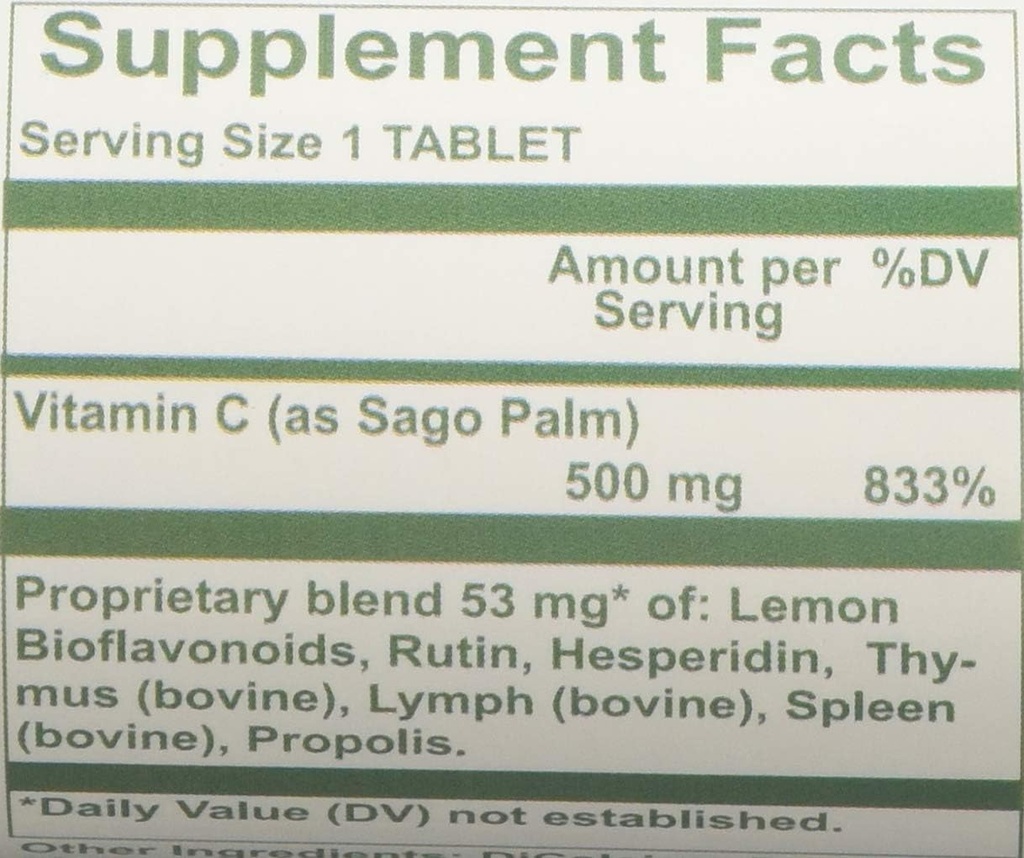 Supplement Facts
Serving Size 1 TABLET
Amount per %DV
Serving
Vitamin C (as Sago Palm)
500 mg 833%
Proprietary blend 53 mg* of: Lemon
Bioflavonoids, Rutin, Hesperidin, Thy-
mus (bovine), Lymph (bovine), Spleen
(bovine), Propolis.
*Daily Value (DV) not established.
Other Ingredients: